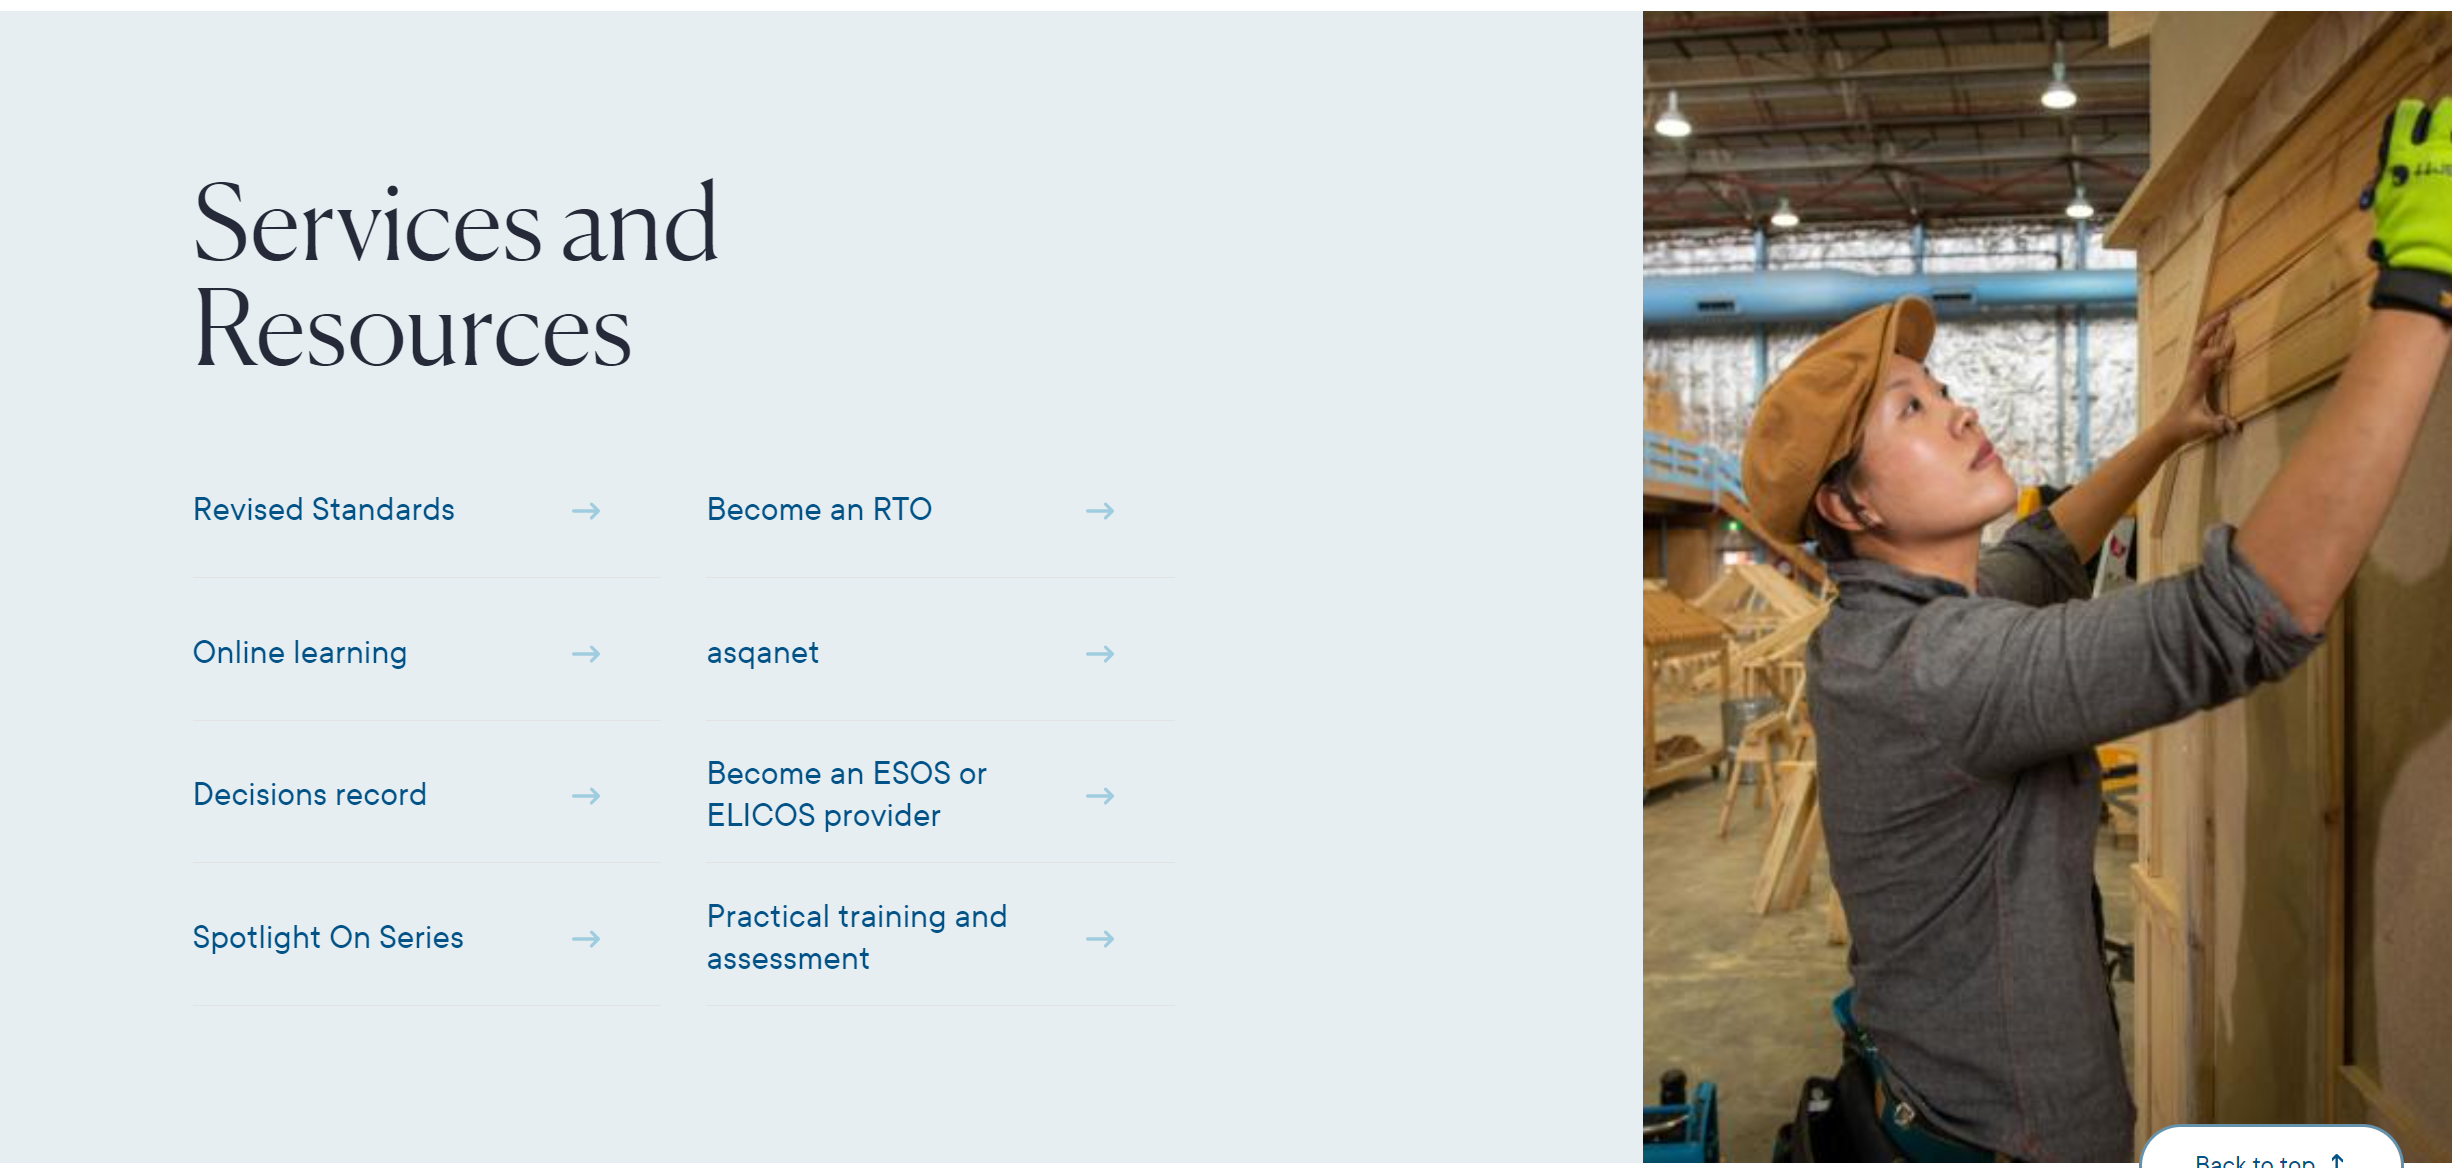 Services and
Resources
Revised Standards
Become an RTO
Online learning
asqanet
Decisions record
Become an ESOS or
ELICOS provider
Spotlight On Series
Practical training and
assessment
Back to top